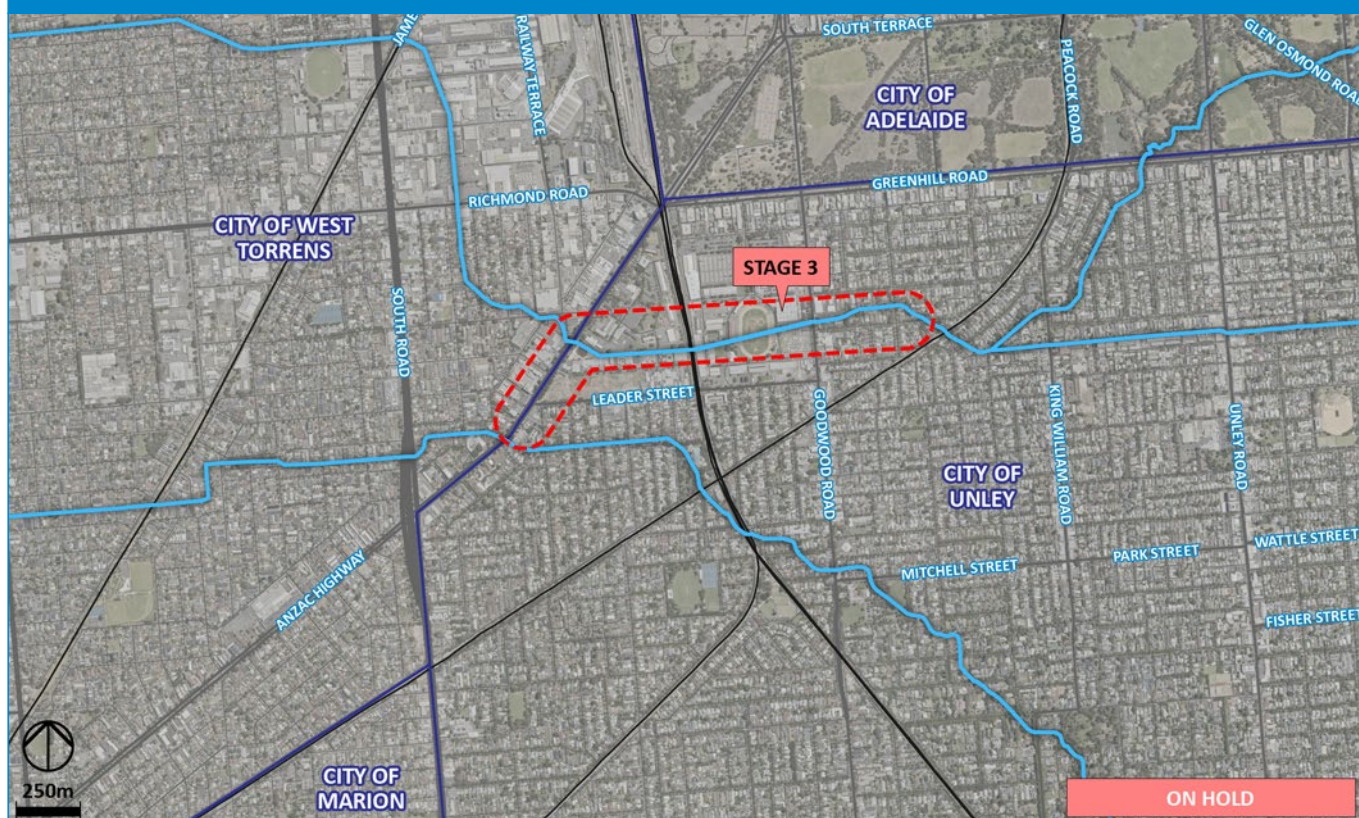 JAME
RAILWAY TERRACE
SOUTH TERRACE
PEACOCK ROAD
GLEN OSMOND ROAD
CITY OF
ADELAIDE
RICHMOND ROAD
GREENHILL ROAD
CITY OF WEST
TORRENS
STAGE 3
SOUTH ROAD
LEADER STREET
GOODWOOD ROAD
KING WILLIAM ROAD
UNLEY ROAD
CITY OF
UNLEY
ANZAC HIGHWAY
MITCHELL STREET
PARK STREET
WATTLE STREET
FISHER STREET
CITY OF
MARION
250m
ON HOLD